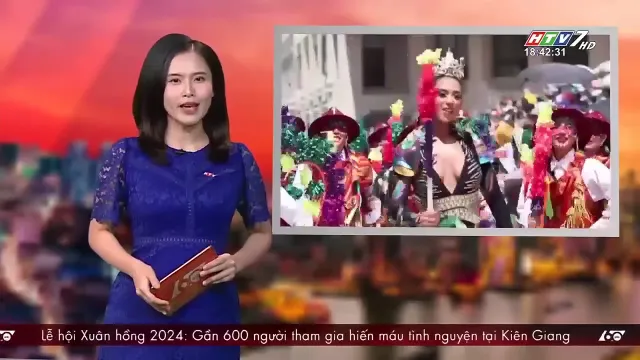 HTV7 HD
18:42:31
Lễ hội Xuân hồng 2024: Gần 600 người tham gia hiến máu tình nguyện tại Kiên Giang